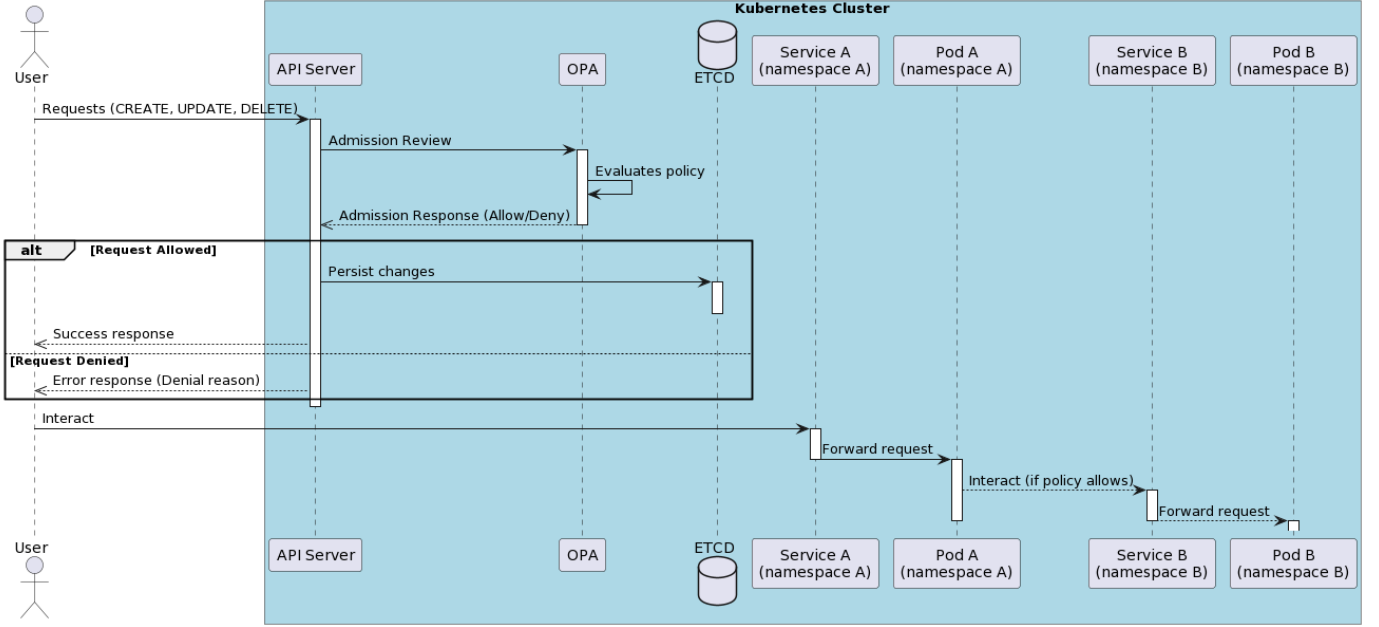 Kubernetes Cluster
User
API Server
OPA
ETCD
Service A
(namespace A)
Pod A
(namespace A)
Service B
(namespace B)
Pod B
(namespace B)
Requests (CREATE, UPDATE, DELETE)
Admission Review
Evaluates policy
Admission Response (Allow/Deny)
alt
[Request Allowed]
Persist changes
Success response
[Request Denied]
Error response (Denial reason)
Interact
Forward request
Interact (if policy allows)
Forward request
User
API Server
OPA
ETCD
Service A
(namespace A)
Pod A
(namespace A)
Service B
(namespace B)
Pod B
(namespace B)